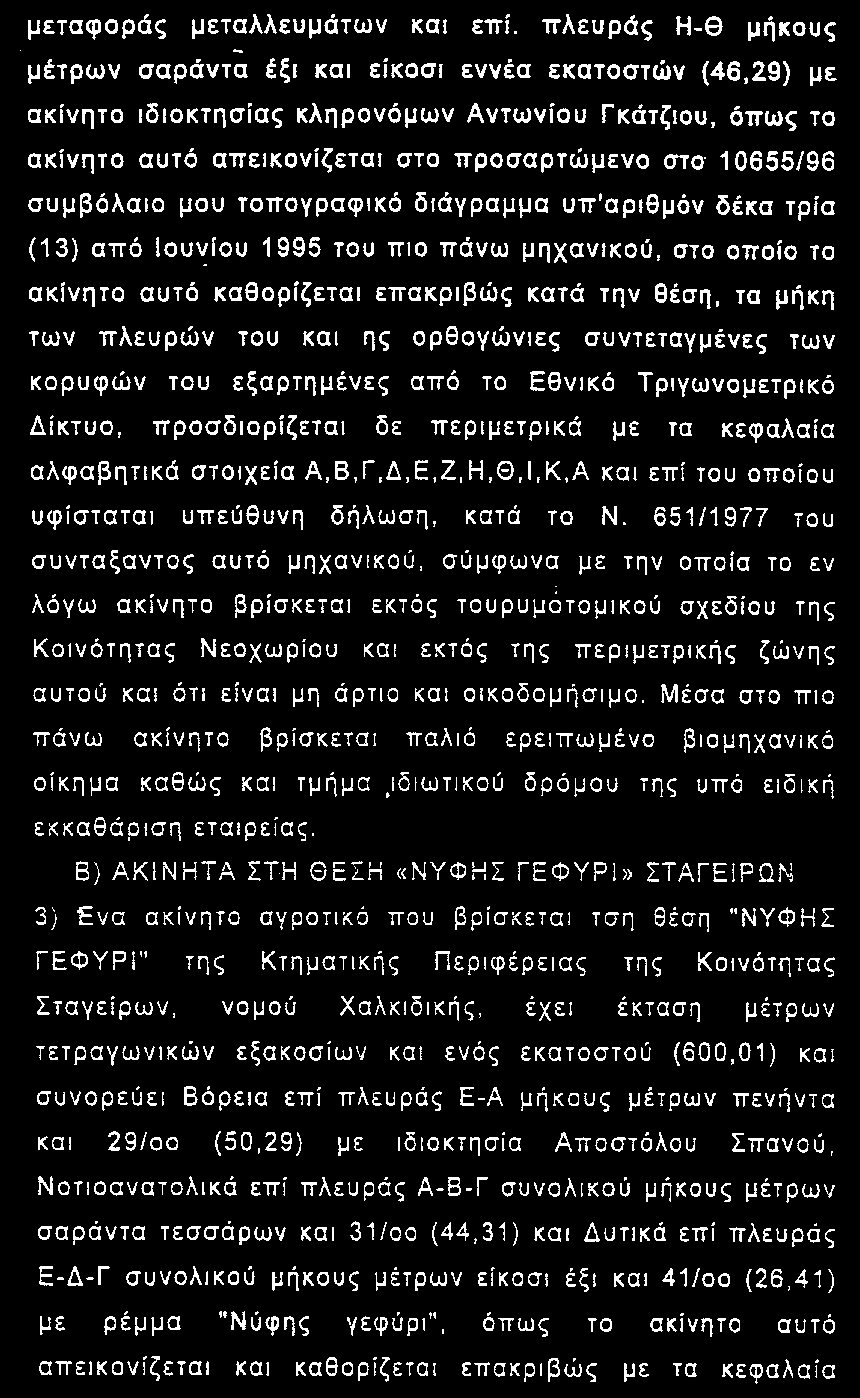 μεταφοράς μεταλλευμάτων και επί. πλευράς Η-Θ μήκους
μέτρων σαράντα έξι και είκοσι εννέα εκατοστών (46,29) με
ακίνητο ιδιοκτησίας κληρονόμων Αντωνίου Γκάτζιου, όπως το
ακίνητο αυτό απεικονίζεται στο προσαρτώμενο στο 10655/96
συμβόλαιο μου τοπογραφικό διάγραμμα υπ'αριθμόν δέκα τρία
(13) από Ιουνίου 1995 του πιο πάνω μηχανικού, στο οποίο το
ακίνητο αυτό καθορίζεται επακριβώς κατά την θέση, τα μήκη
των πλευρών του και ης ορθογώνιες συντεταγμένες των
κορυφών του εξαρτημένες από το Εθνικό Τριγωνομετρικό
Δίκτυο, προσδιορίζεται δε περιμετρικά με τα κεφαλαία
αλφαβητικά στοιχεία Α,Β,Γ,Δ,Ε,Ζ,Η,Θ,Ι,Κ,Α και επί του οποίου
υφίσταται υπεύθυνη δήλωση, κατά το Ν. 651/1977 του
συνταξαντος αυτό μηχανικού, σύμφωνα με την οποία το εν
λόγω ακίνητο βρίσκεται εκτός τουρυμοτομικού σχεδίου της
Κοινότητας Νεοχωρίου και εκτός της περιμετρικής ζώνης
αυτού και ότι είναι μη άρτιο και οικοδομήσιμο. Μέσα στο πιο
πάνω ακίνητο βρίσκεται παλιό ερειπωμένο βιομηχανικό
οίκημα καθώς και τμήμα ιδιωτικού δρόμου της υπό ειδική
εκκαθάριση εταιρείας.
Β) ΑΚΙΝΗΤΑ ΣΤΗ ΘΕΣΗ «ΝΥΦΗΣ ΓΕΦΥΡΙ» ΣΤΑΓΕΙΡΩΝ
3) Ένα ακίνητο αγροτικό που βρίσκεται τση θέση "ΝΥΦΗΣ
ΓΕΦΥΡΙ" της Κτηματικής Περιφέρειας της Κοινότητας
Σταγείρων, νομού Χαλκιδικής, έχει έκταση μέτρων
τετραγωνικών εξακοσίων και ενός εκατοστού (600,01) και
συνορεύει Βόρεια επί πλευράς Ε-Α μήκους μέτρων πενήντα
και 29/οο (50,29) με ιδιοκτησία Αποστόλου Σπανού,
Νοτιοανατολικά επί πλευράς Α-Β-Γ συνολικού μήκους μέτρων
σαράντα τεσσάρων και 31/οο (44,31) και Δυτικά επί πλευράς
Ε-Δ-Γ συνολικού μήκους μέτρων είκοσι έξι και 41/οο (26,41)
με ρέμμα "Νύφης γεφύρι", όπως το ακίνητο αυτό
απεικονίζεται και καθορίζεται επακριβώς με τα κεφαλαία